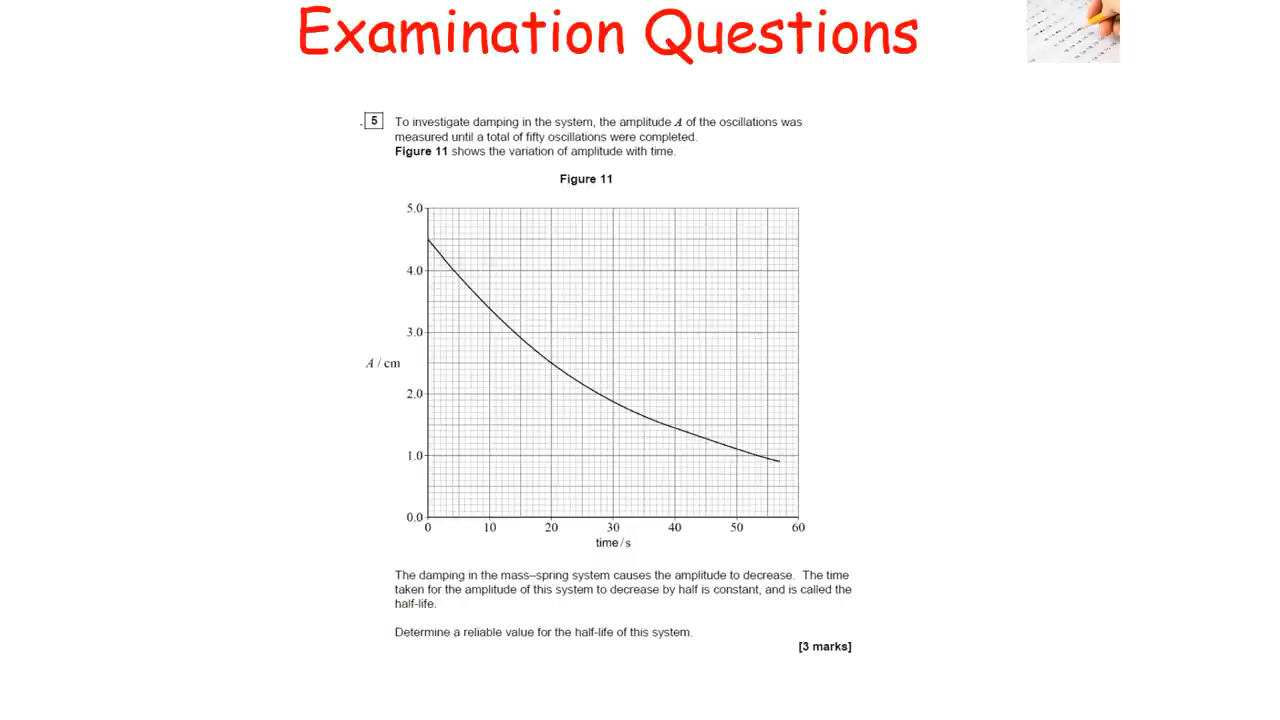 Examination Questions
. 5 To investigate damping in the system, the amplitude A of the oscillations was
measured until a total of fifty oscillations were completed.
Figure 11 shows the variation of amplitude with time.
Figure 11
5.0
4.0
3.0
A / cm
2.0
1.0
0.0
0 10 20 30 40 50 60
time / s
The damping in the mass–spring system causes the amplitude to decrease. The time
taken for the amplitude of this system to decrease by half is constant, and is called the
half-life.
Determine a reliable value for the half-life of this system.
[3 marks]